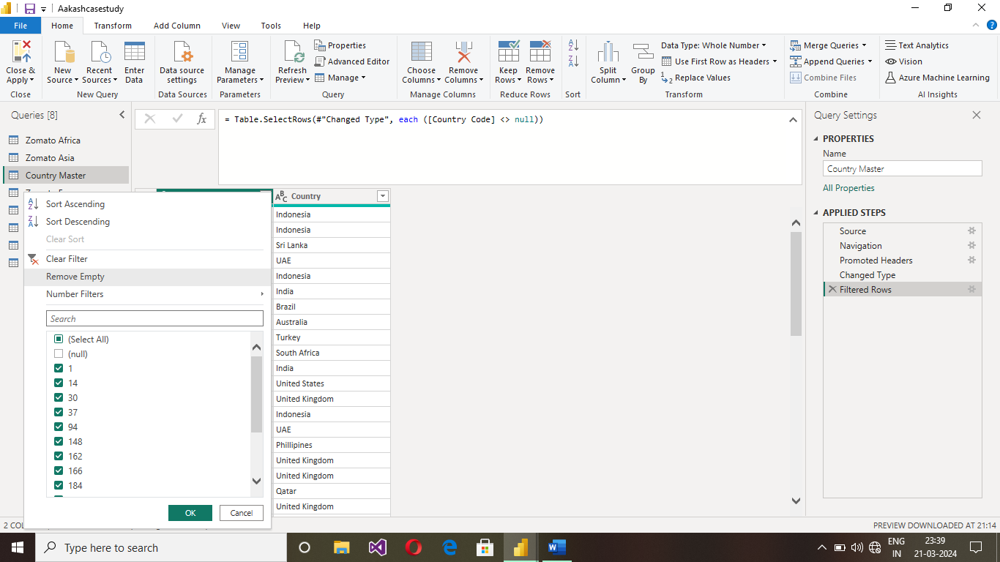 Aakashcasestudy
File Home Transform Add Column View Tools Help
Close & Apply
New Source
Recent Sources
Enter Data
Data source settings
Manage Parameters
Refresh Preview
Properties
Advanced Editor
Manage
Choose Columns
Remove Columns
Keep Rows
Remove Rows
Split Column
Group By
Data Type: Whole Number
Use First Row as Headers
Replace Values
Merge Queries
Append Queries
Combine Files
Text Analytics
Vision
Azure Machine Learning
Close New Query Data Sources Parameters Query Manage Columns Reduce Rows Sort Transform Combine AI Insights
Queries [8]
Zomato Africa
Zomato Asia
Country Master
= Table.SelectRows(#"Changed Type", each ([Country Code] <> null))
Sort Ascending
Sort Descending
Clear Sort
Clear Filter
Remove Empty
Number Filters
Search
(Select All)
(null)
1
14
30
37
94
148
162
166
184
OK Cancel
Country
Indonesia
Indonesia
Sri Lanka
UAE
Indonesia
India
Brazil
Australia
Turkey
South Africa
India
United States
United Kingdom
Indonesia
UAE
Phillipines
United Kingdom
United Kingdom
Qatar
United Kingdom
Query Settings
PROPERTIES
Name
Country Master
All Properties
APPLIED STEPS
Source
Navigation
Promoted Headers
Changed Type
Filtered Rows
PREVIEW DOWNLOADED AT 21:14
Type here to search
ENG
IN
23:39
21-03-2024